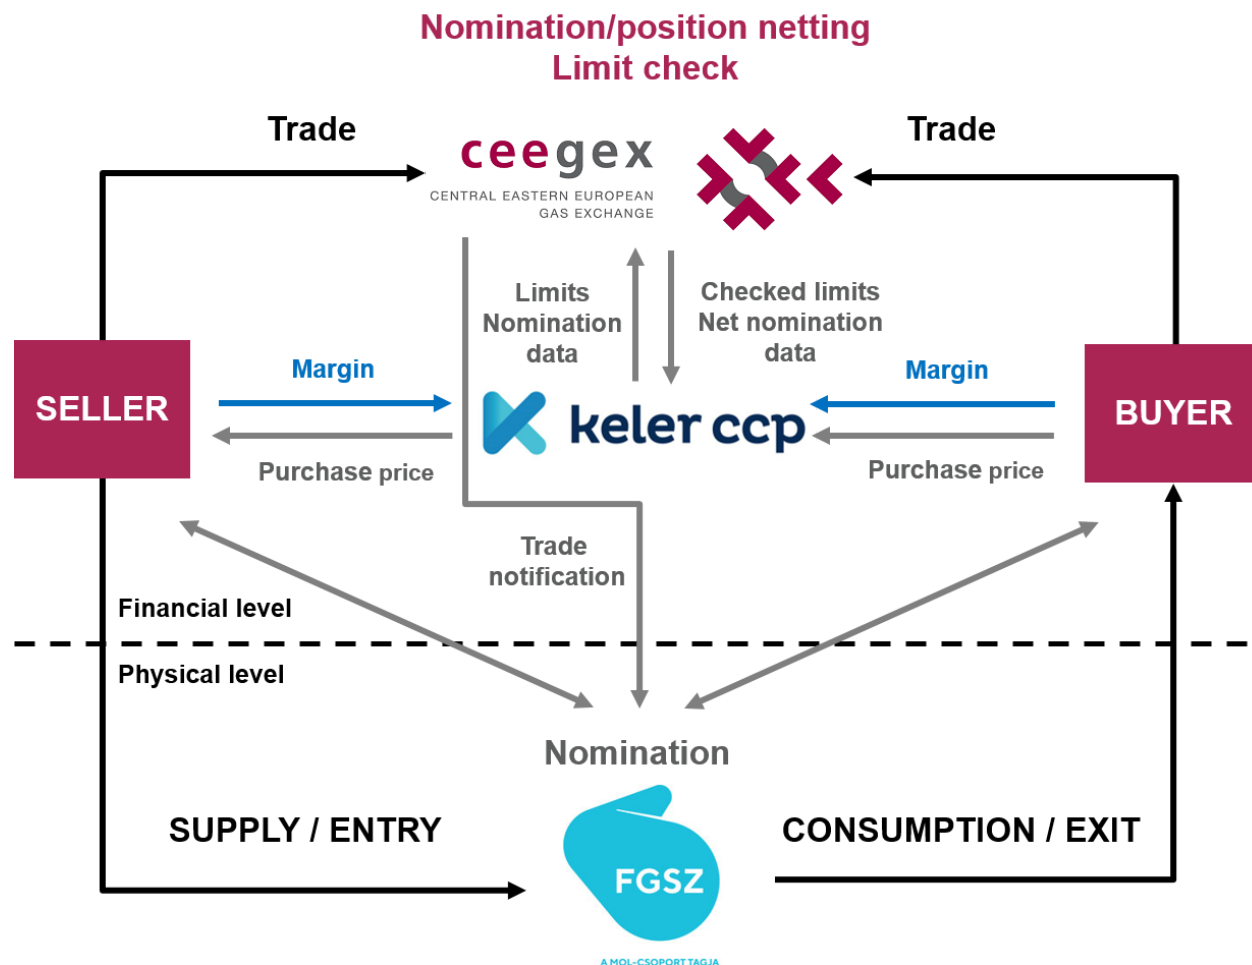 Nomination/position netting
Limit check
Trade
Trade
ceegex
CENTRAL EASTERN EUROPEAN
GAS EXCHANGE
Limits
Nomination
data
Checked limits
Net nomination
data
SELLER
Margin
keler ccp
Margin
BUYER
Purchase price
Purchase price
Trade
notification
Financial level
Physical level
Nomination
SUPPLY / ENTRY
CONSUMPTION / EXIT
FGSZ
A MOL-CSOPORT TAGJA